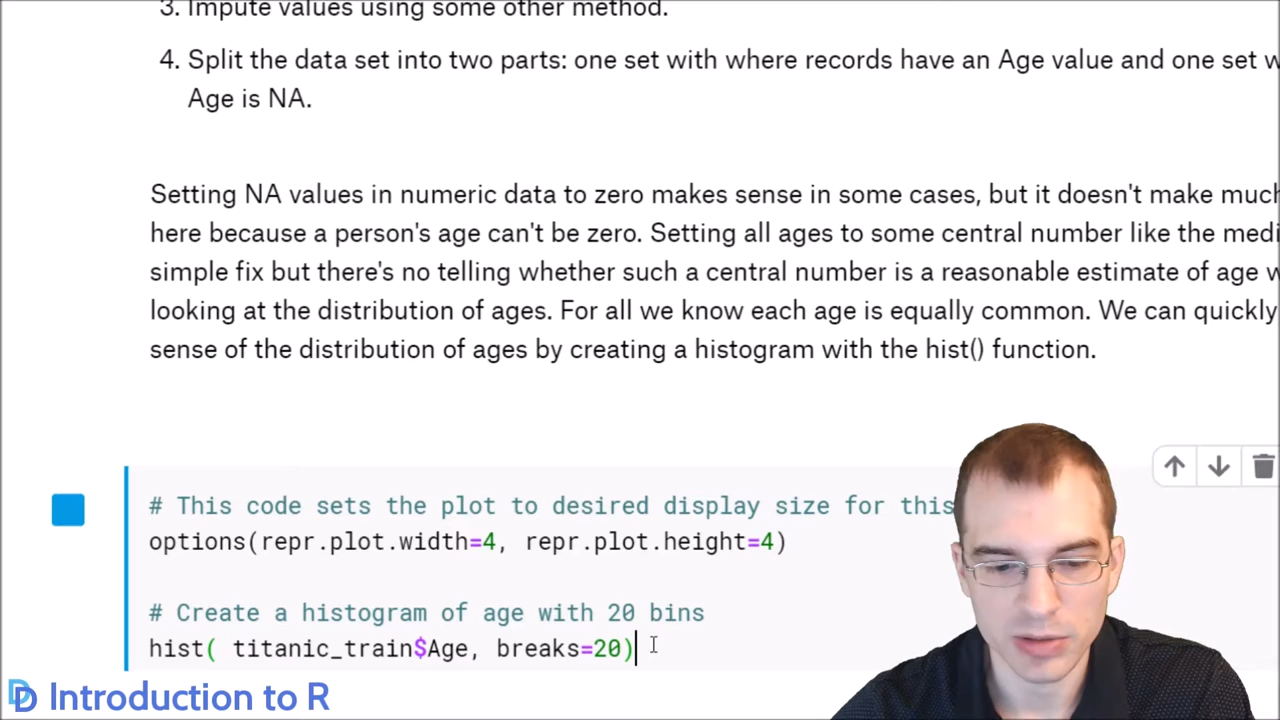 3. Impute values using some other method.
4. Split the data set into two parts: one set with where records have an Age value and one set
Age is NA.
Setting NA values in numeric data to zero makes sense in some cases, but it doesn't make much
here because a person's age can't be zero. Setting all ages to some central number like the
simple fix but there's no telling whether such a central number is a reasonable estimate of age
looking at the distribution of ages. For all we know each age is equally common. We can quickly
sense of the distribution of ages by creating a histogram with the hist() function.
# This code sets the plot to desired display size for this
options(repr.plot.width=4, repr.plot.height=4)
# Create a histogram of age with 20 bins
hist( titanic_train$Age, breaks=20)
D Introduction to R